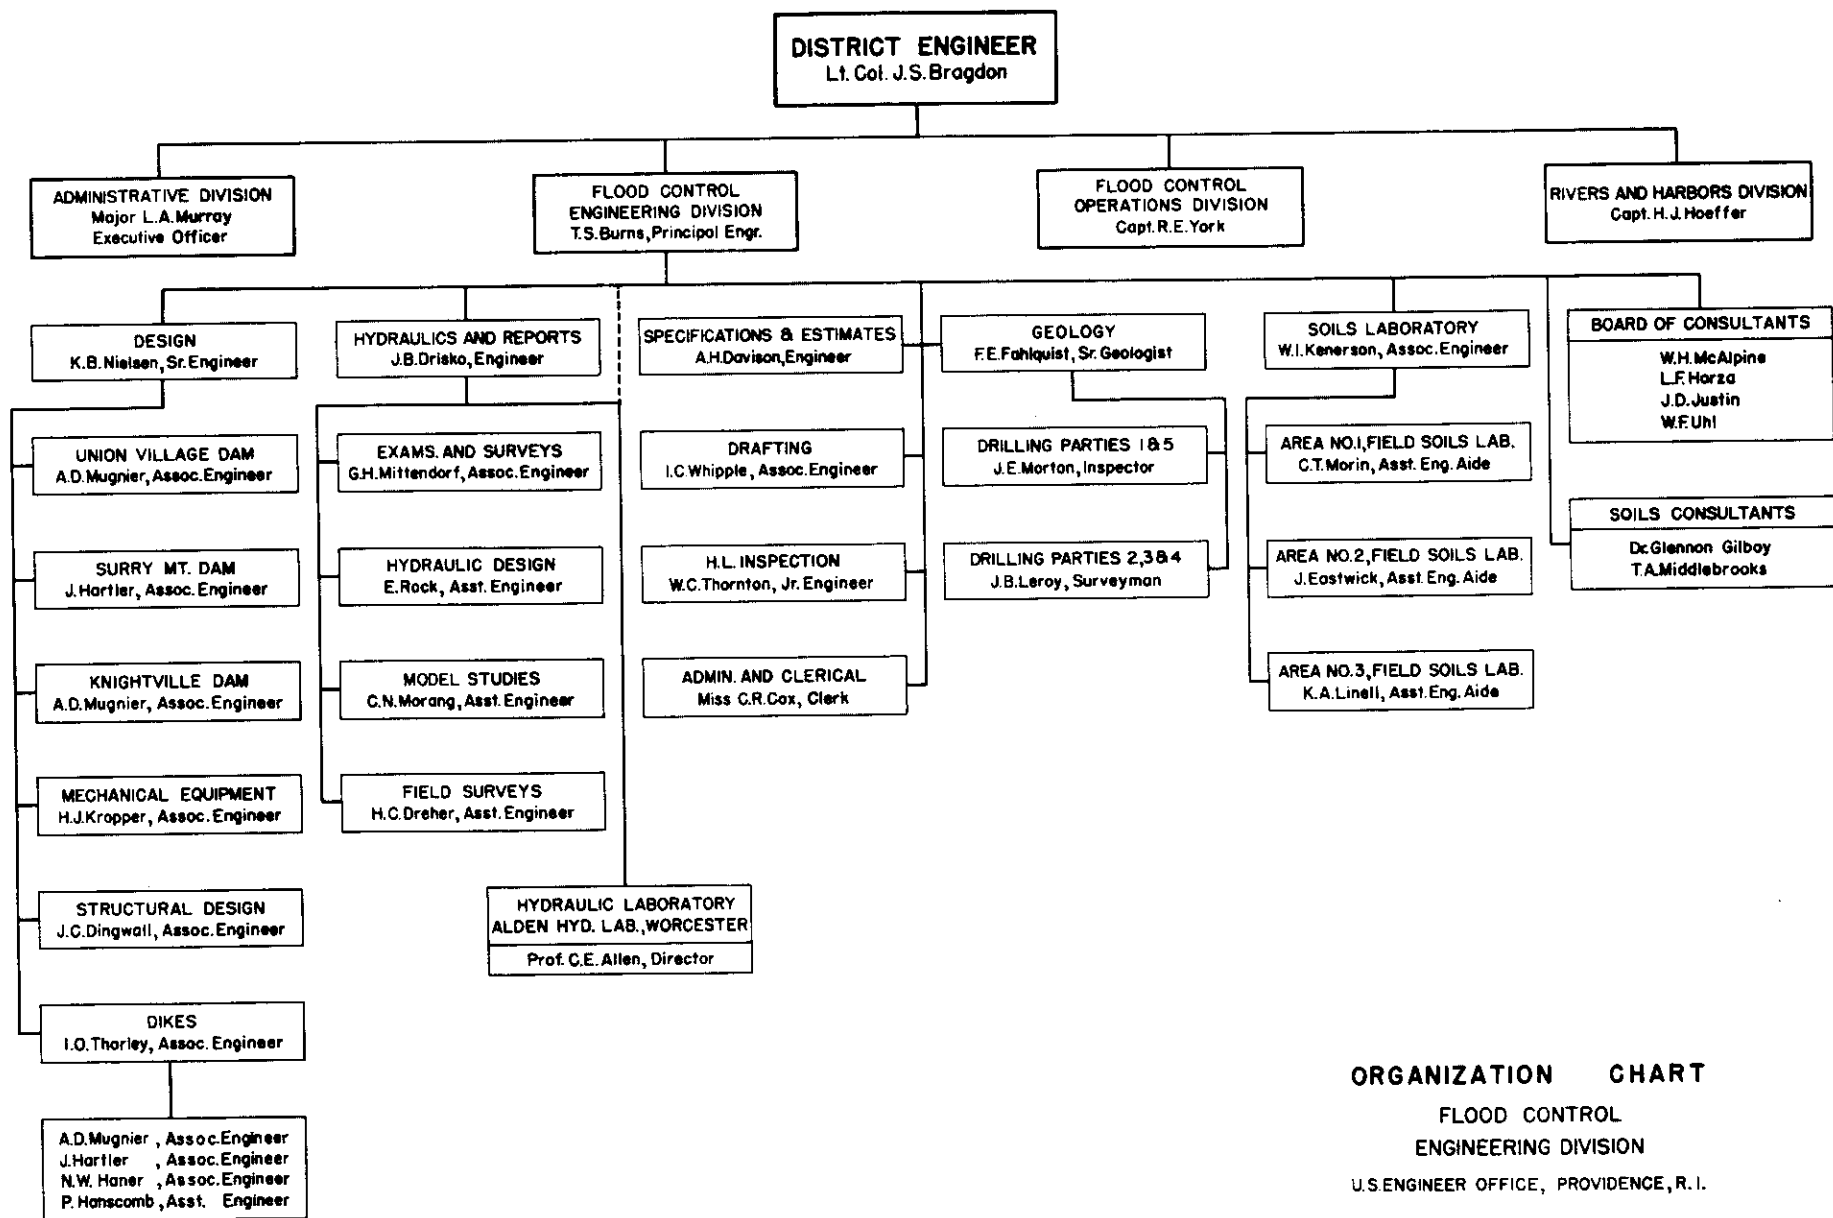 DISTRICT ENGINEER
Lt. Col. J.S. Bragdon
ADMINISTRATIVE DIVISION
Major L.A. Murray
Executive Officer
FLOOD CONTROL
ENGINEERING DIVISION
T.S. Burns, Principal Engr.
FLOOD CONTROL
OPERATIONS DIVISION
Capt. R.E. York
RIVERS AND HARBORS DIVISION
Capt. H.J. Hoeffer
DESIGN
K.B. Nielsen, Sr. Engineer
HYDRAULICS AND REPORTS
J.B. Drisko, Engineer
SPECIFICATIONS & ESTIMATES
A.H. Davison, Engineer
GEOLOGY
F.E. Fahlquist, Sr. Geologist
SOILS LABORATORY
W.I. Kenerson, Assoc. Engineer
BOARD OF CONSULTANTS
W.H. McAlpine
L.F. Harza
J.D. Justin
W.F. Uhl
UNION VILLAGE DAM
A.D. Mugnier, Assoc. Engineer
EXAMS. AND SURVEYS
G.H. Mittendorf, Assoc. Engineer
DRAFTING
I.C. Whipple, Assoc. Engineer
DRILLING PARTIES 1 & 5
J.E. Morton, Inspector
AREA NO. 1, FIELD SOILS LAB.
C.T. Morin, Asst. Eng. Aide
SOILS CONSULTANTS
Dr. Glennon Gilboy
T.A. Middlebrooks
SURRY MT. DAM
J. Hartler, Assoc. Engineer
HYDRAULIC DESIGN
E. Rock, Asst. Engineer
H.L. INSPECTION
W.C. Thornton, Jr. Engineer
DRILLING PARTIES 2, 3 & 4
J.B. Leroy, Surveyman
AREA NO. 2, FIELD SOILS LAB.
J. Eastwick, Asst. Eng. Aide
KNIGHTVILLE DAM
A.D. Mugnier, Assoc. Engineer
MODEL STUDIES
C.N. Morang, Asst. Engineer
ADMIN. AND CLERICAL
Miss C.R. Cox, Clerk
AREA NO. 3, FIELD SOILS LAB.
K.A. Linell, Asst. Eng. Aide
MECHANICAL EQUIPMENT
H.J. Kropper, Assoc. Engineer
FIELD SURVEYS
H.C. Dreher, Asst. Engineer
STRUCTURAL DESIGN
J.C. Dingwall, Assoc. Engineer
HYDRAULIC LABORATORY
ALDEN HYD. LAB., WORCESTER
Prof. C.E. Allen, Director
DIKES
I.O. Thorley, Assoc. Engineer
A.D. Mugnier, Assoc. Engineer
J. Hartler, Assoc. Engineer
N.W. Haner, Assoc. Engineer
P. Hanscomb, Asst. Engineer
ORGANIZATION CHART
FLOOD CONTROL
ENGINEERING DIVISION
U.S. ENGINEER OFFICE, PROVIDENCE, R.I.